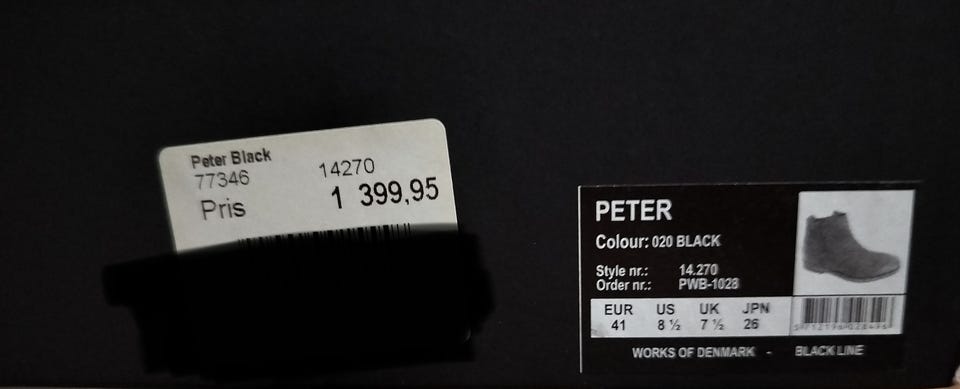 Peter Black
77346 14270
Pris 1 399,95
PETER
Colour: 020 BLACK
Style nr.: 14.270
Order nr.: PWB-1028
EUR US UK JPN
41 8 ½ 7 ½ 26
WORKS OF DENMARK - BLACK LINE